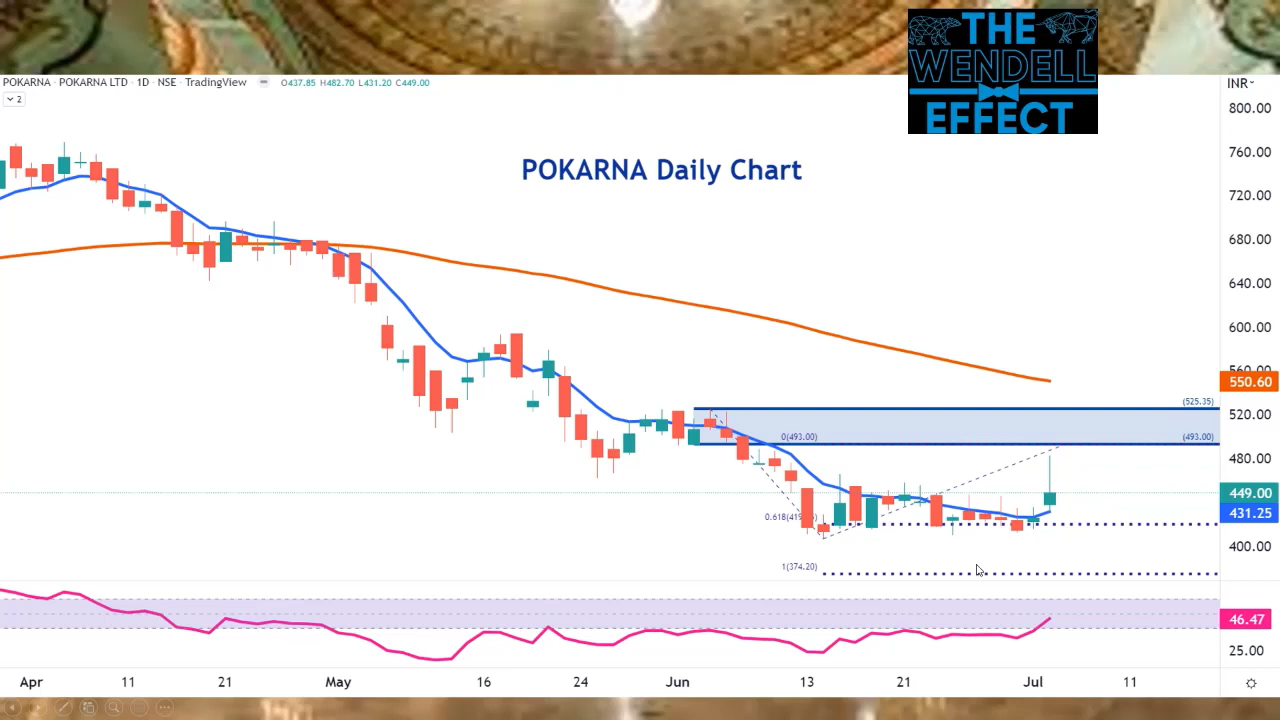 THE
WENDELL
EFFECT
POKARNA · POKARNA LTD · 1D · NSE · TradingView
O437.85 H482.70 L431.20 C449.00
INR
2
800.00
POKARNA Daily Chart
760.00
720.00
680.00
640.00
600.00
560.00
550.60
(525.35)
520.00
0(493.00)
(493.00)
480.00
449.00
431.25
1(374.20)
400.00
46.47
25.00
Apr
11
21
May
16
24
Jun
13
21
Jul
11